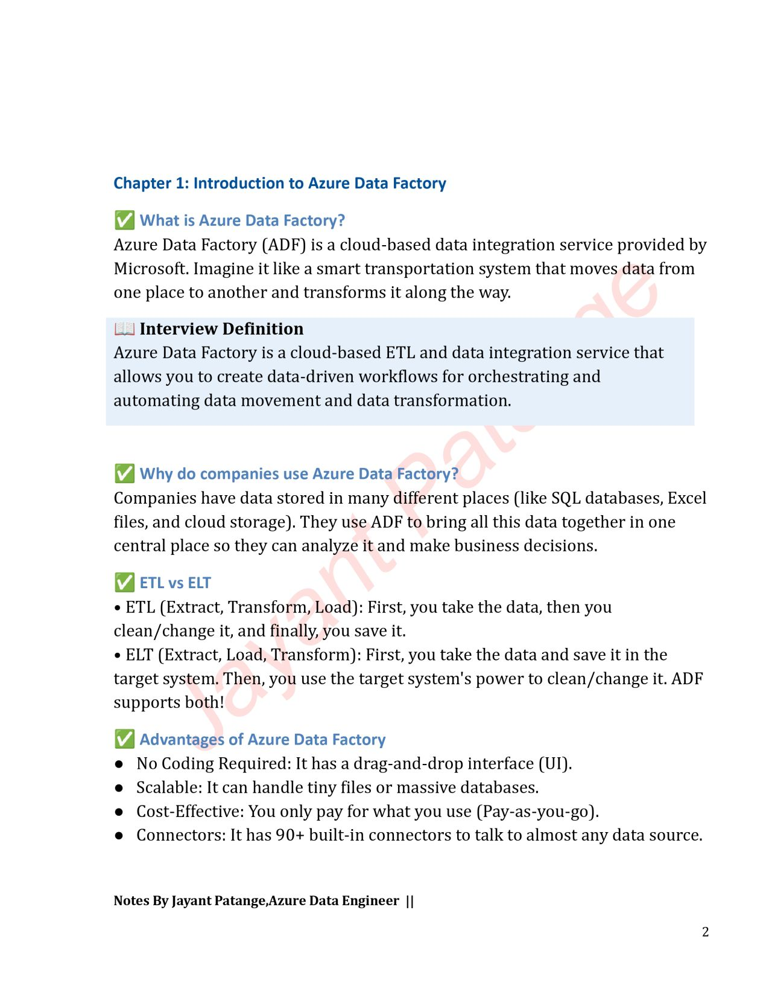 Chapter 1: Introduction to Azure Data Factory
✅ What is Azure Data Factory?
Azure Data Factory (ADF) is a cloud-based data integration service provided by
Microsoft. Imagine it like a smart transportation system that moves data from
one place to another and transforms it along the way.
📖 Interview Definition
Azure Data Factory is a cloud-based ETL and data integration service that
allows you to create data-driven workflows for orchestrating and
automating data movement and data transformation.
✅ Why do companies use Azure Data Factory?
Companies have data stored in many different places (like SQL databases, Excel
files, and cloud storage). They use ADF to bring all this data together in one
central place so they can analyze it and make business decisions.
✅ ETL vs ELT
• ETL (Extract, Transform, Load): First, you take the data, then you
clean/change it, and finally, you save it.
• ELT (Extract, Load, Transform): First, you take the data and save it in the
target system. Then, you use the target system's power to clean/change it. ADF
supports both!
✅ Advantages of Azure Data Factory
● No Coding Required: It has a drag-and-drop interface (UI).
● Scalable: It can handle tiny files or massive databases.
● Cost-Effective: You only pay for what you use (Pay-as-you-go).
● Connectors: It has 90+ built-in connectors to talk to almost any data source.
Notes By Jayant Patange,Azure Data Engineer ||
2
Jayant Patange